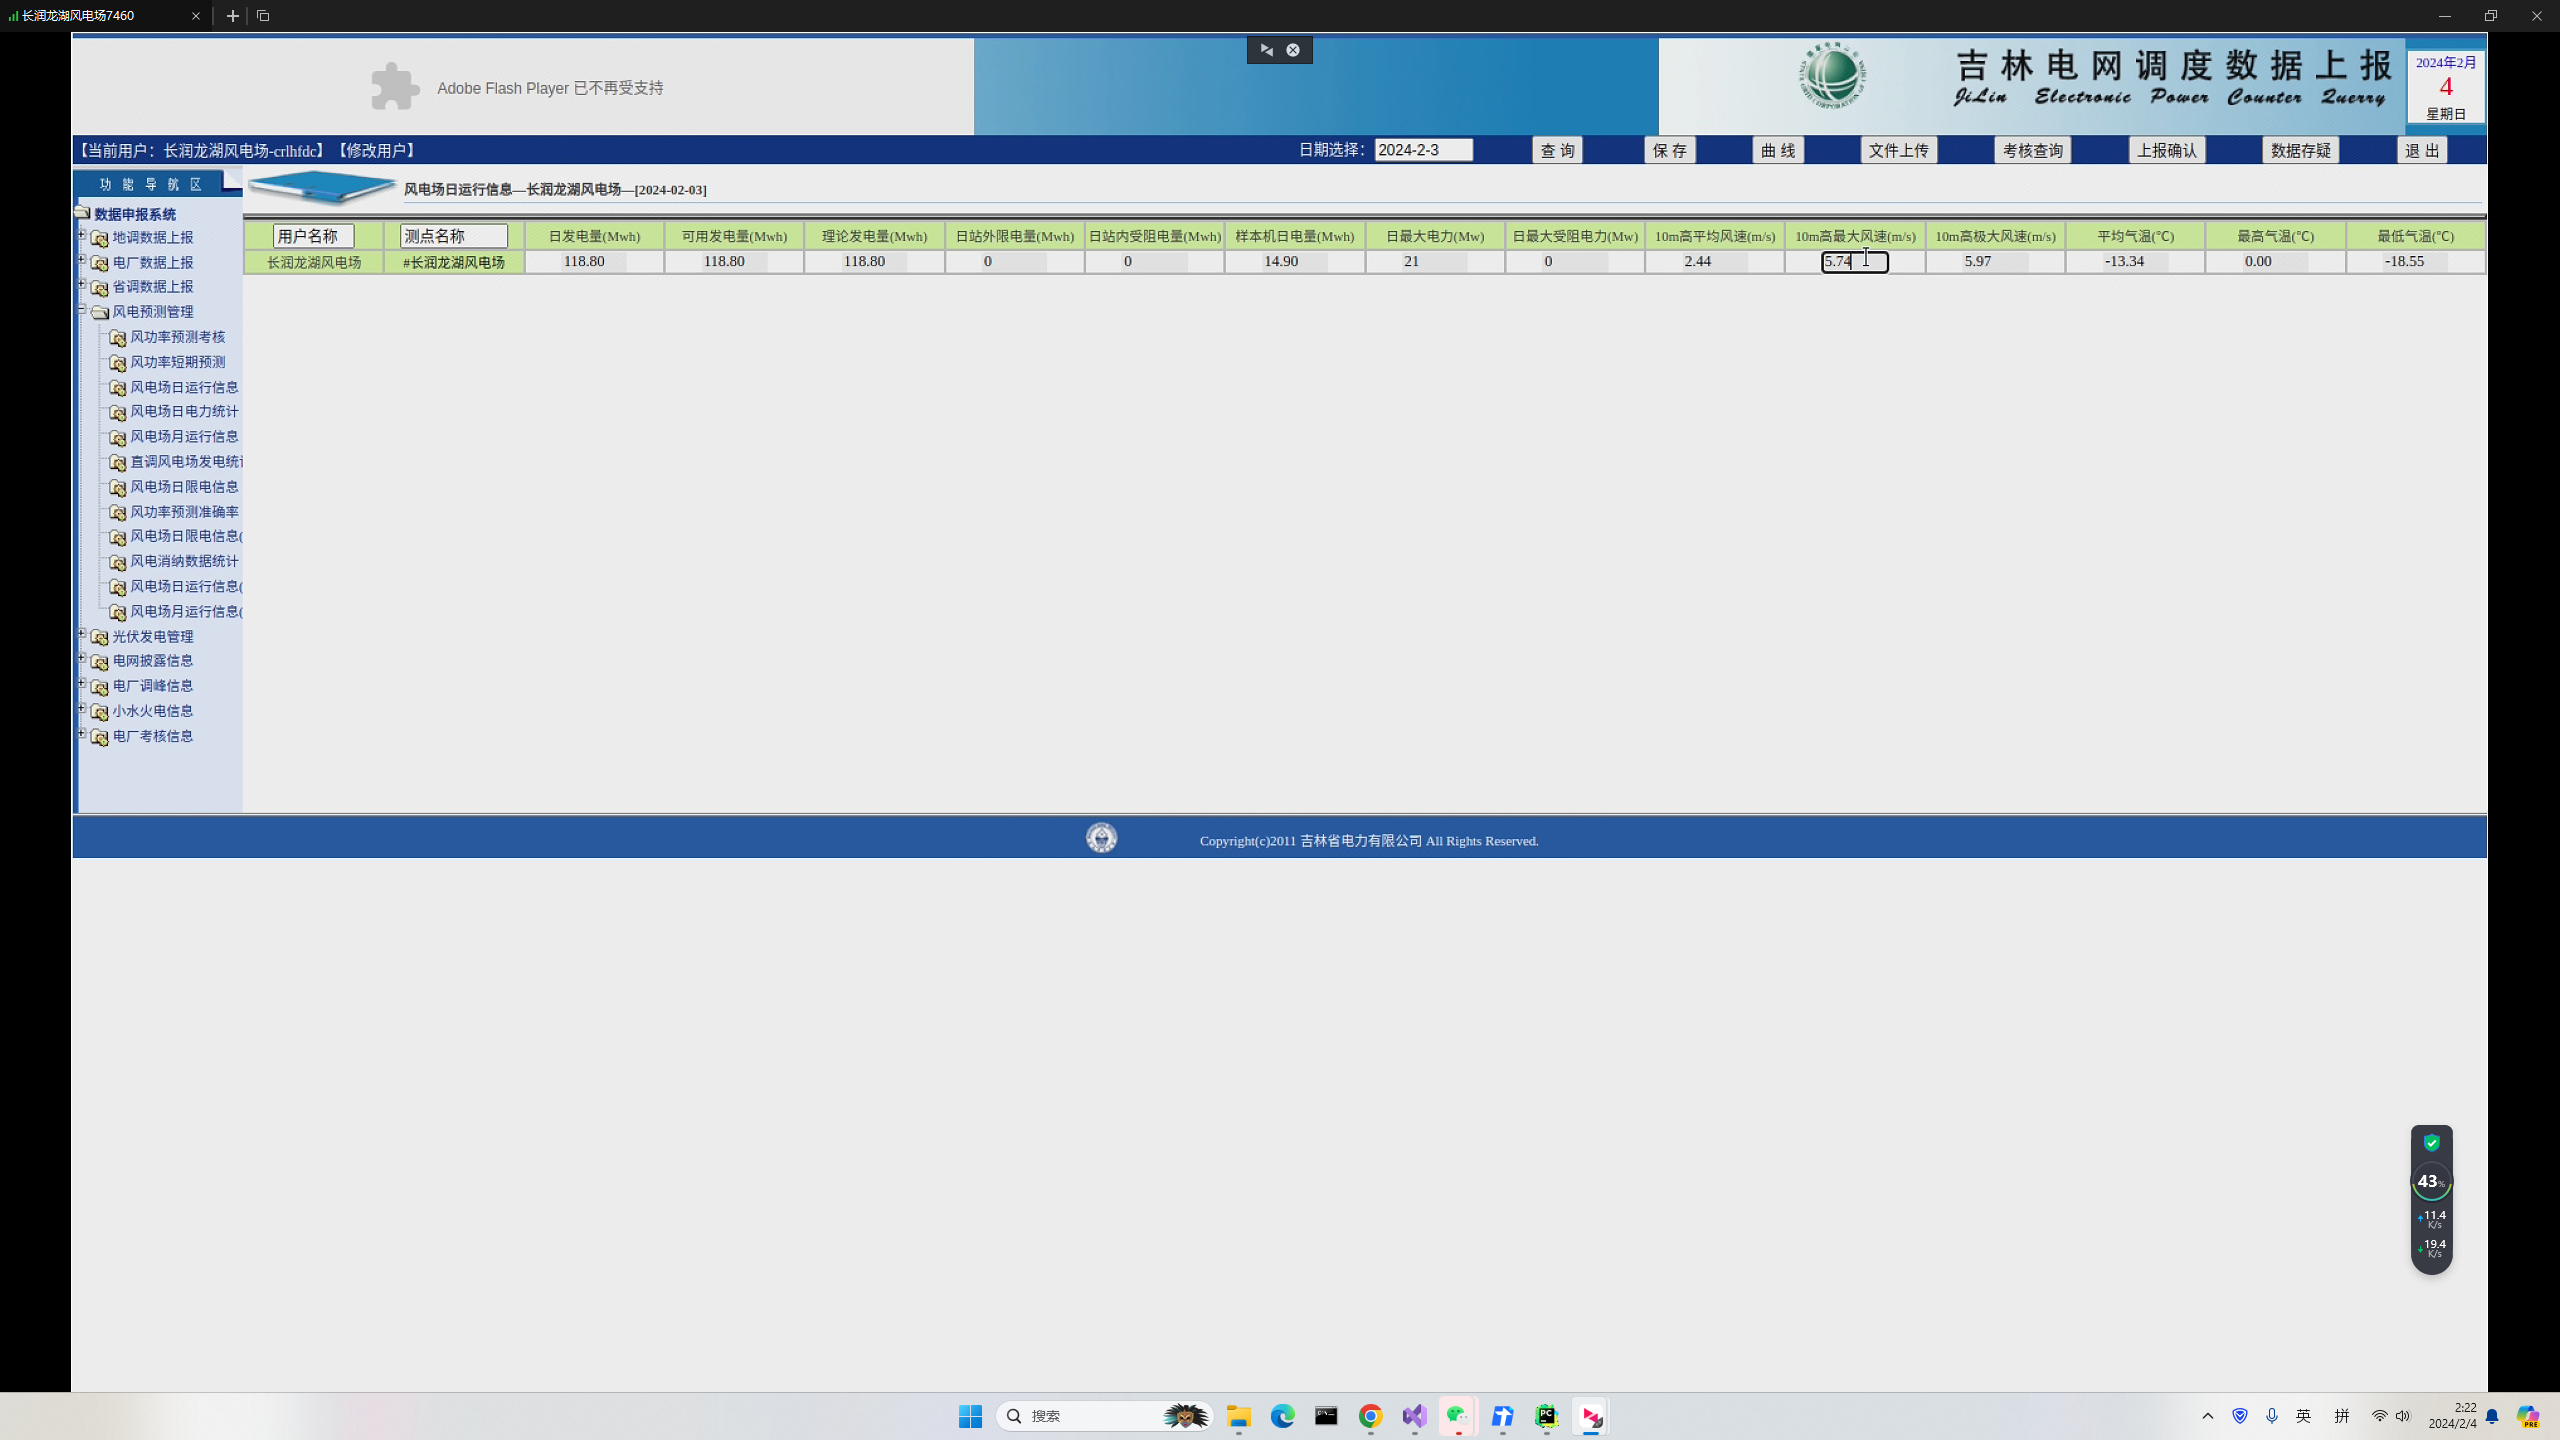 长润龙湖风电场7460
Adobe Flash Player 已不再受支持
吉林电网调度数据上报
JiLin Electronic Power Counter Querry
2024年2月
4
星期日
【当前用户：长润龙湖风电场-crlhfdc】【修改用户】
日期选择： 2024-2-3 查 询 保 存 曲 线 文件上传 考核查询 上报确认 数据存疑 退 出
功 能 导 航 区
风电场日运行信息—长润龙湖风电场—[2024-02-03]
用户名称 测点名称 日发电量(Mwh) 可用发电量(Mwh) 理论发电量(Mwh) 日站外限电量(Mwh) 日站内受阻电量(Mwh) 样本机日电量(Mwh) 日最大电力(Mw) 日最大受阻电力(Mw) 10m高平均风速(m/s) 10m高最大风速(m/s) 10m高极大风速(m/s) 平均气温(℃) 最高气温(℃) 最低气温(℃)
长润龙湖风电场 #长润龙湖风电场 118.80 118.80 118.80 0 0 14.90 21 0 2.44 5.74 5.97 -13.34 0.00 -18.55
数据申报系统
地调数据上报
电厂数据上报
省调数据上报
风电预测管理
风功率预测考核
风功率短期预测
风电场日运行信息
风电场日电力统计
风电场月运行信息
直调风电场发电统
风电场日限电信息
风功率预测准确率
风电场日限电信息(
风电消纳数据统计
风电场日运行信息(
风电场月运行信息(
光伏发电管理
电网披露信息
电厂调峰信息
小水火电信息
电厂考核信息
Copyright(c)2011 吉林省电力有限公司 All Rights Reserved.
43%
11.4
K/s
19.4
K/s
搜索
英 拼
2:22
2024/2/4